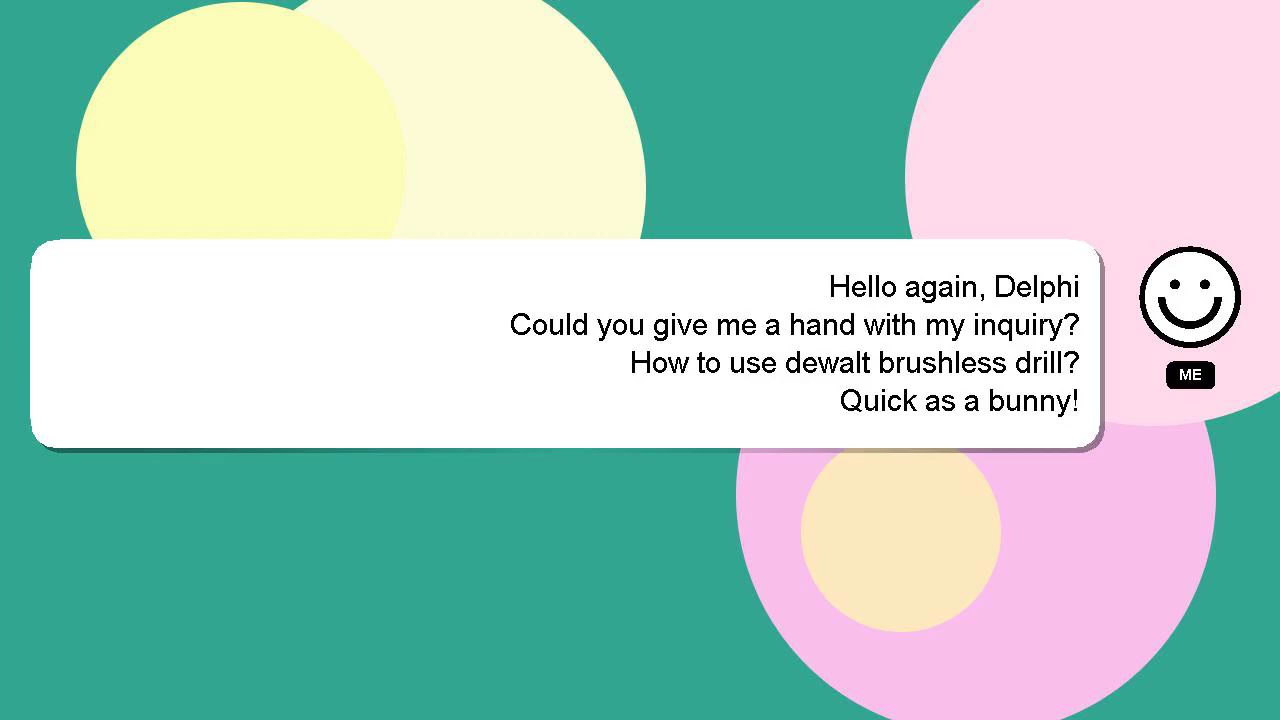 Hello again, Delphi
Could you give me a hand with my inquiry?
How to use dewalt brushless drill?
Quick as a bunny!
ME